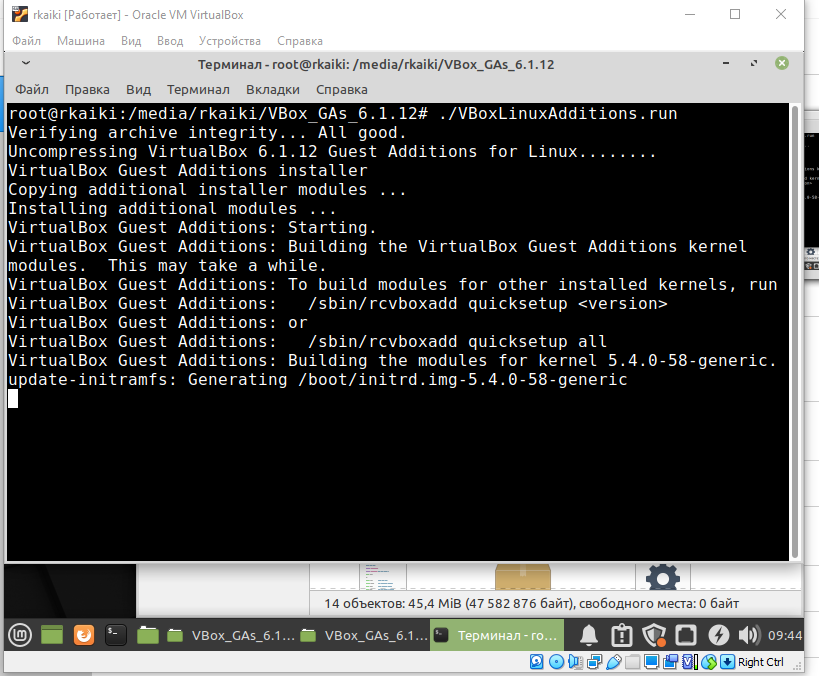 rkaiki [Работает] - Oracle VM VirtualBox
Файл Машина Вид Ввод Устройства Справка
Терминал - root@rkaiki: /media/rkaiki/VBox_GAs_6.1.12
Файл Правка Вид Терминал Вкладки Справка
root@rkaiki:/media/rkaiki/VBox_GAs_6.1.12# ./VBoxLinuxAdditions.run
Verifying archive integrity... All good.
Uncompressing VirtualBox 6.1.12 Guest Additions for Linux........
VirtualBox Guest Additions installer
Copying additional installer modules ...
Installing additional modules ...
VirtualBox Guest Additions: Starting.
VirtualBox Guest Additions: Building the VirtualBox Guest Additions kernel
modules.  This may take a while.
VirtualBox Guest Additions: To build modules for other installed kernels, run
VirtualBox Guest Additions:   /sbin/rcvboxadd quicksetup <version>
VirtualBox Guest Additions: or
VirtualBox Guest Additions:   /sbin/rcvboxadd quicksetup all
VirtualBox Guest Additions: Building the modules for kernel 5.4.0-58-generic.
update-initramfs: Generating /boot/initrd.img-5.4.0-58-generic
14 объектов: 45,4 MiB (47 582 876 байт), свободного места: 0 байт
VBox_GAs_6.1... VBox_GAs_6.1... Терминал - ro... 09:44
Right Ctrl